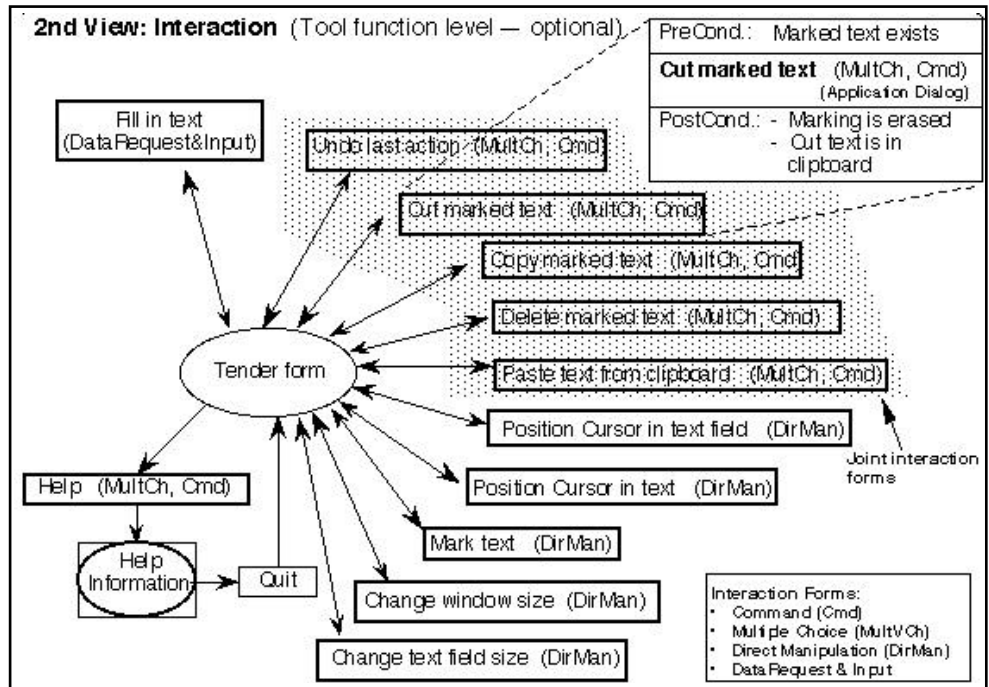 2nd View: Interaction (Tool function level — optional)
PreCond.: Marked text exists
Cut marked text (MultCh, Cmd)
(Application Dialog)
PostCond.: - Marking is erased
- Cut text is in
clipboard
Fill in text
(DataRequest&Input)
Undo last action (MultCh, Cmd)
Cut marked text (MultCh, Cmd)
Copy marked text (MultCh, Cmd)
Delete marked text (MultCh, Cmd)
Paste text from clipboard (MultCh, Cmd)
Tender form
Position Cursor in text field (DirMan)
Joint interaction
forms
Position Cursor in text (DirMan)
Help (MultCh, Cmd)
Mark text (DirMan)
Help
Information
Quit
Change window size (DirMan)
Change text field size (DirMan)
Interaction Forms:
• Command (Cmd)
• Multiple Choice (MultVCh)
• Direct Manipulation (DirMan)
• DataRequest & Input